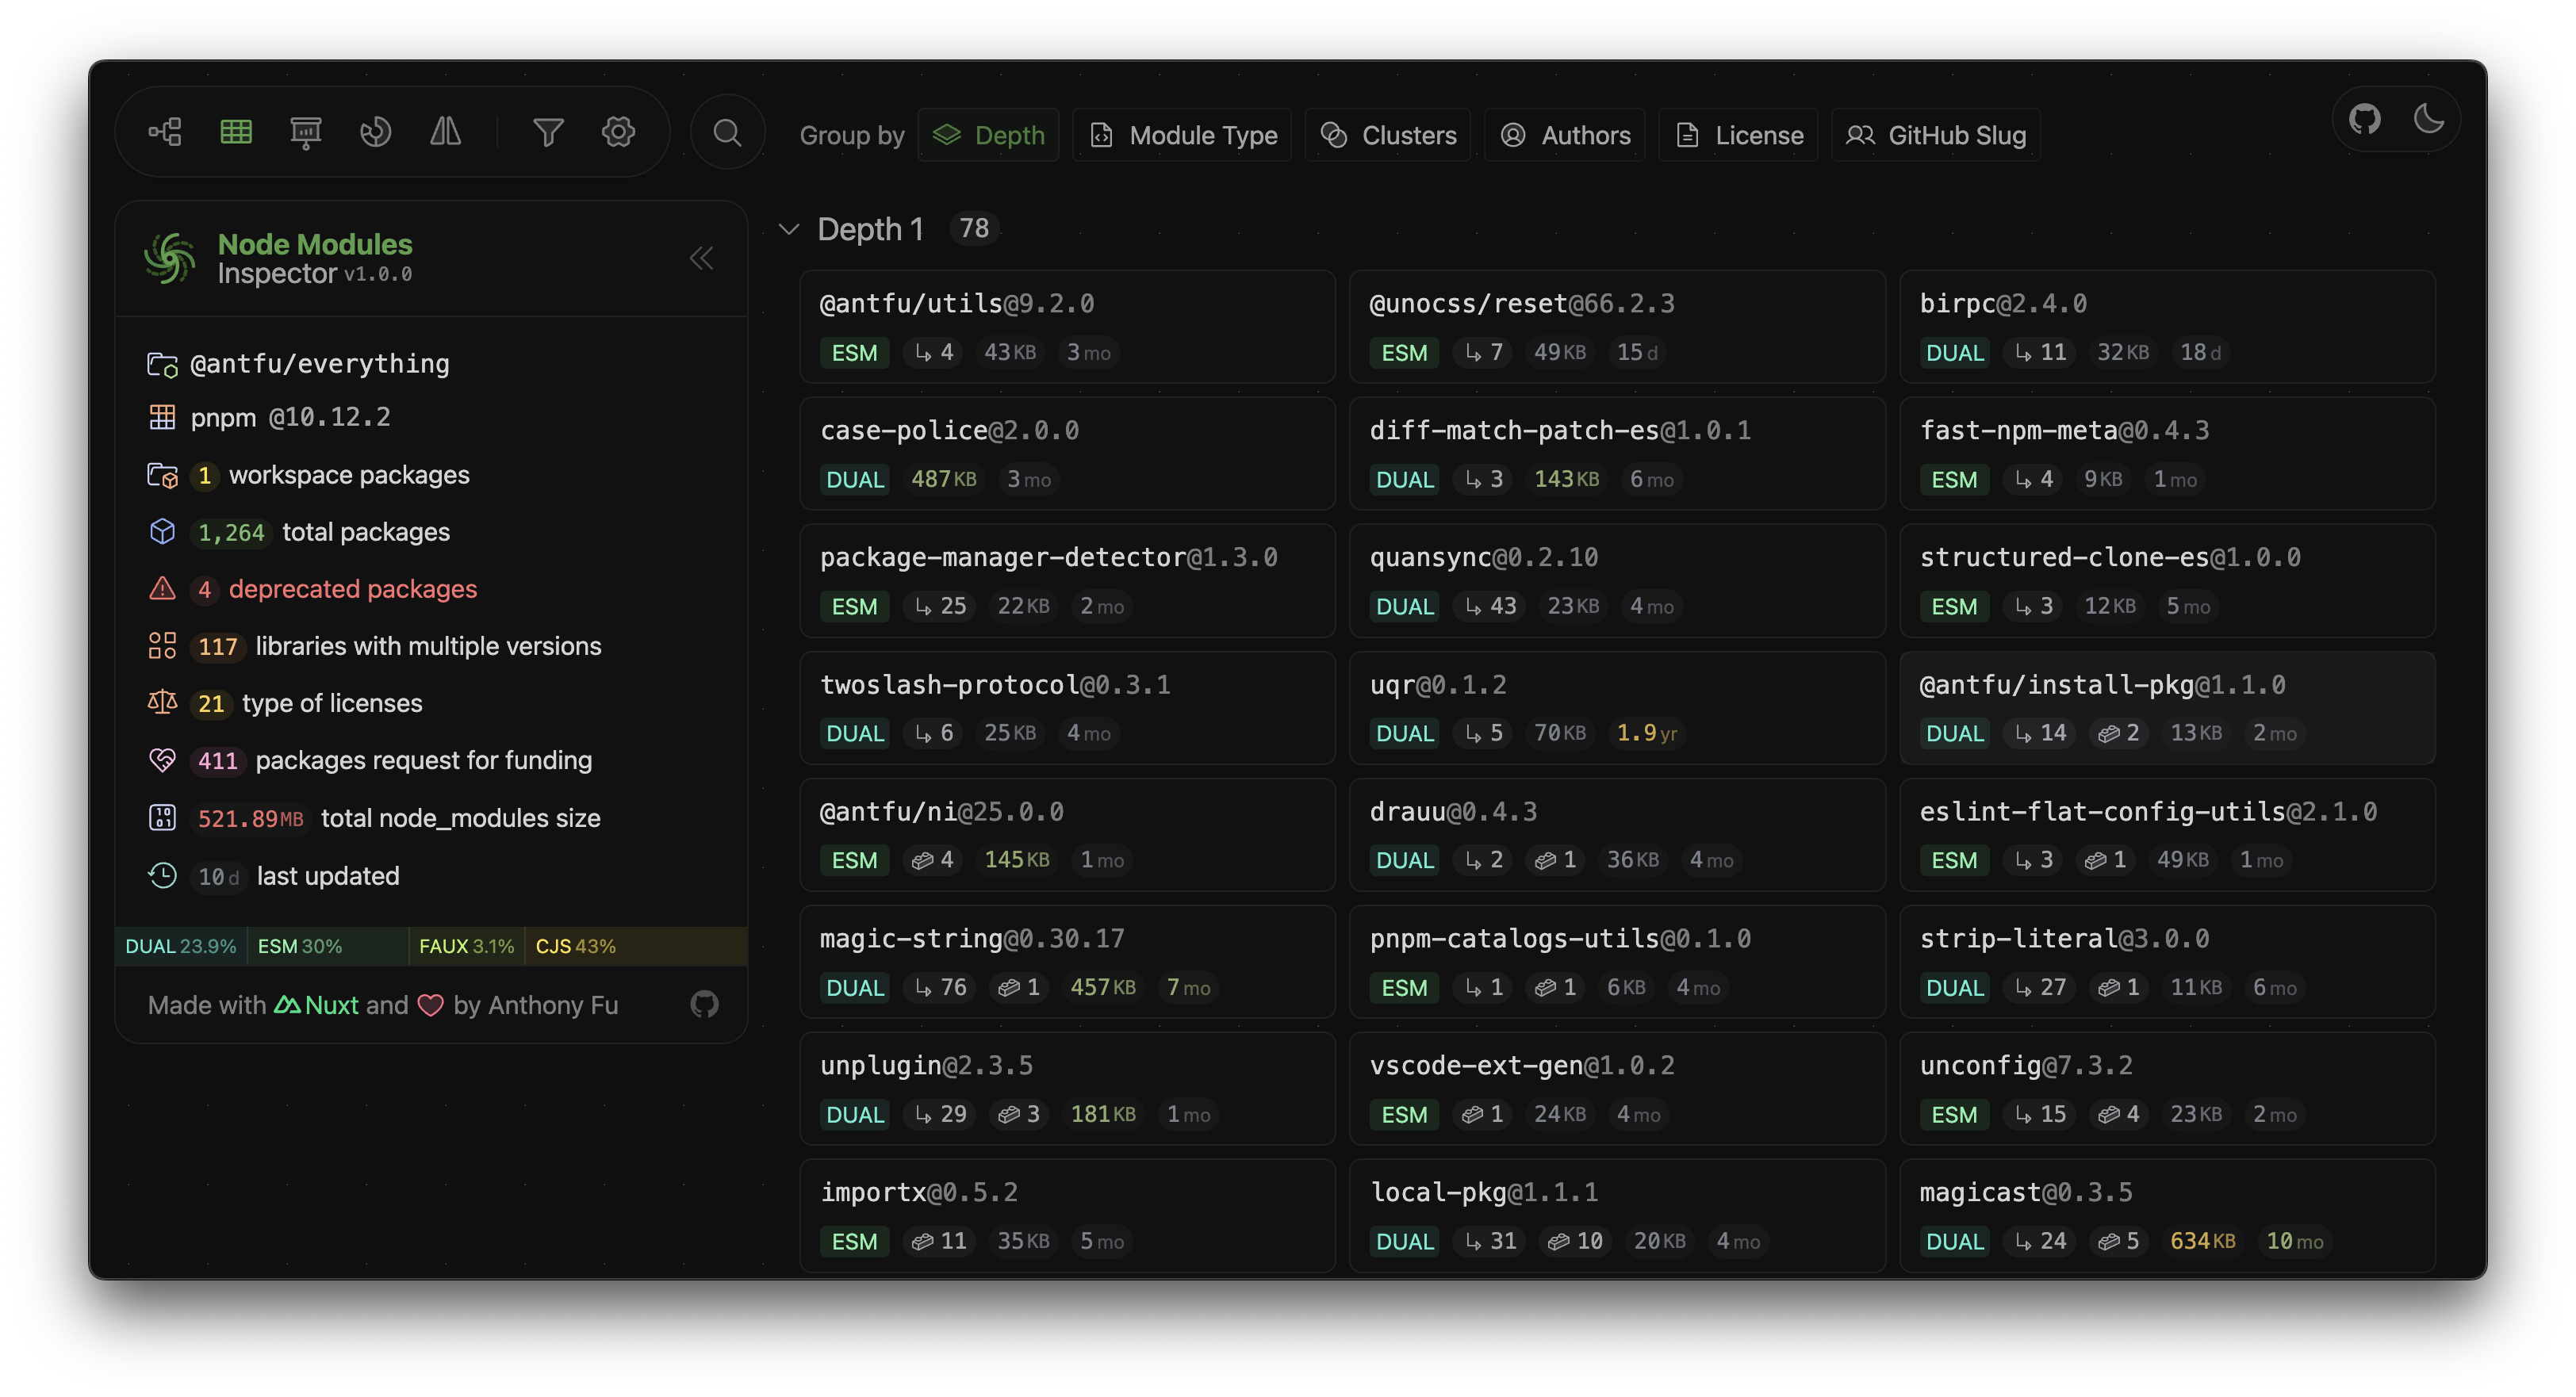 Group by Depth Module Type Clusters Authors License GitHub Slug
Node Modules
Inspector v1.0.0
@antfu/everything
pnpm @10.12.2
1 workspace packages
1,264 total packages
4 deprecated packages
117 libraries with multiple versions
21 type of licenses
411 packages request for funding
521.89MB total node_modules size
10d last updated
DUAL 23.9% ESM 30% FAUX 3.1% CJS 43%
Made with Nuxt and by Anthony Fu
Depth 1 78
@antfu/utils@9.2.0
ESM 4 43KB 3mo
@unocss/reset@66.2.3
ESM 7 49KB 15d
birpc@2.4.0
DUAL 11 32KB 18d
case-police@2.0.0
DUAL 487KB 3mo
diff-match-patch-es@1.0.1
DUAL 3 143KB 6mo
fast-npm-meta@0.4.3
ESM 4 9KB 1mo
package-manager-detector@1.3.0
ESM 25 22KB 2mo
quansync@0.2.10
DUAL 43 23KB 4mo
structured-clone-es@1.0.0
ESM 3 12KB 5mo
twoslash-protocol@0.3.1
DUAL 6 25KB 4mo
uqr@0.1.2
DUAL 5 70KB 1.9yr
@antfu/install-pkg@1.1.0
DUAL 14 2 13KB 2mo
@antfu/ni@25.0.0
ESM 4 145KB 1mo
drauu@0.4.3
DUAL 2 1 36KB 4mo
eslint-flat-config-utils@2.1.0
ESM 3 1 49KB 1mo
magic-string@0.30.17
DUAL 76 1 457KB 7mo
pnpm-catalogs-utils@0.1.0
ESM 1 1 6KB 4mo
strip-literal@3.0.0
DUAL 27 1 11KB 6mo
unplugin@2.3.5
DUAL 29 3 181KB 1mo
vscode-ext-gen@1.0.2
ESM 1 24KB 4mo
unconfig@7.3.2
ESM 15 4 23KB 2mo
importx@0.5.2
ESM 11 35KB 5mo
local-pkg@1.1.1
DUAL 31 10 20KB 4mo
magicast@0.3.5
DUAL 24 5 634KB 10mo